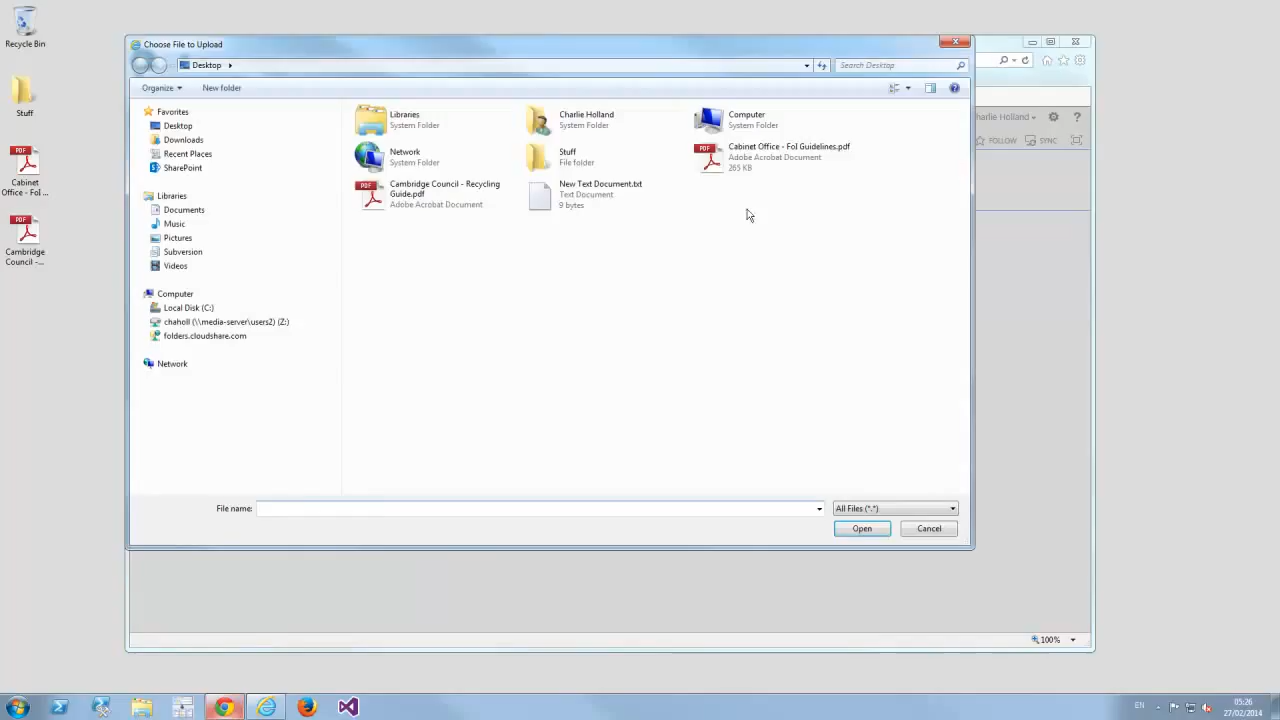 Recycle Bin
Stuff
PDF
Cabinet
Office - FoI ...
PDF
Cambridge
Council - ...
Choose File to Upload
Desktop
Search Desktop
Organize
New folder
Favorites
Desktop
Downloads
Recent Places
SharePoint
Libraries
Documents
Music
Pictures
Subversion
Videos
Computer
Local Disk (C:)
chaholl (\\media-server\users2) (Z:)
folders.cloudshare.com
Network
Libraries
System Folder
Charlie Holland
System Folder
Computer
System Folder
Network
System Folder
Stuff
File folder
PDF
Cabinet Office - FoI Guidelines.pdf
Adobe Acrobat Document
265 KB
PDF
Cambridge Council - Recycling
Guide.pdf
Adobe Acrobat Document
New Text Document.txt
Text Document
9 bytes
File name:
All Files (*.*)
Open
Cancel
harlie Holland
?
FOLLOW
SYNC
100%
EN
05:26
27/02/2014